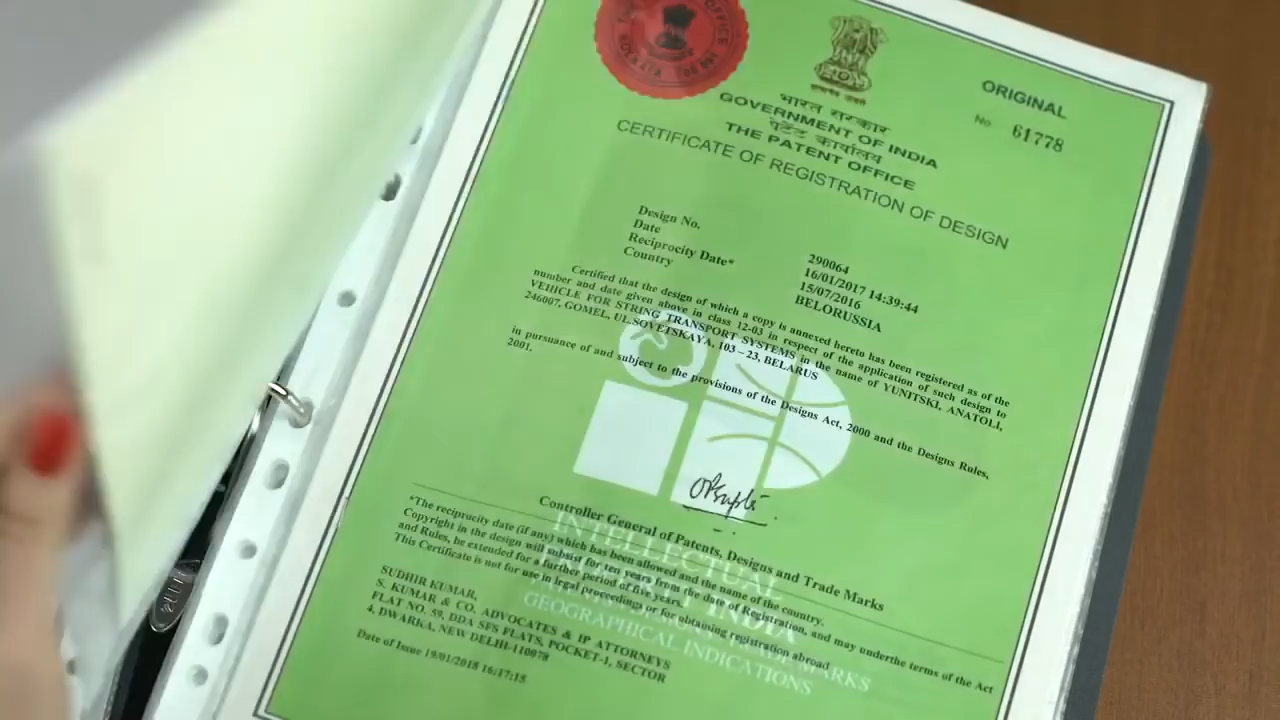 ORIGINAL
No. 61778
भारत सरकार
GOVERNMENT OF INDIA
पेटेंट कार्यालय
THE PATENT OFFICE
CERTIFICATE OF REGISTRATION OF DESIGN
Design No. 290064
Date 16/01/2017 14:39:44
Reciprocity Date* 15/07/2016
Country BELORUSSIA
Certified that the design of which a copy is annexed hereto has been registered as of the
number and date given above in class 12-03 in respect of the application of such design to
VEHICLE FOR STRING TRANSPORT SYSTEMS in the name of YUNITSKI, ANATOLI,
246007, GOMEL, UL.SOVETSKAYA, 103 – 23, BELARUS
in pursuance of and subject to the provisions of the Designs Act, 2000 and the Designs Rules,
2001.
Controller General of Patents, Designs and Trade Marks
*The reciprocity date (if any) which has been allowed and the name of the country.
Copyright in the design will subsist for ten years from the date of Registration, and may underthe terms of the Act
and Rules, be extended for a further period of five years.
This Certificate is not for use in legal proceedings or for obtaining registration abroad
INTELLECTUAL
INDIA
MARKS
GEOGRAPHICAL INDICATIONS
SUDHIR KUMAR,
S. KUMAR & CO. ADVOCATES & IP ATTORNEYS
FLAT NO. 59, DDA SFS FLATS, POCKET-1, SECTOR
4, DWARKA, NEW DELHI-110078
Date of Issue 19/01/2018 16:17:18